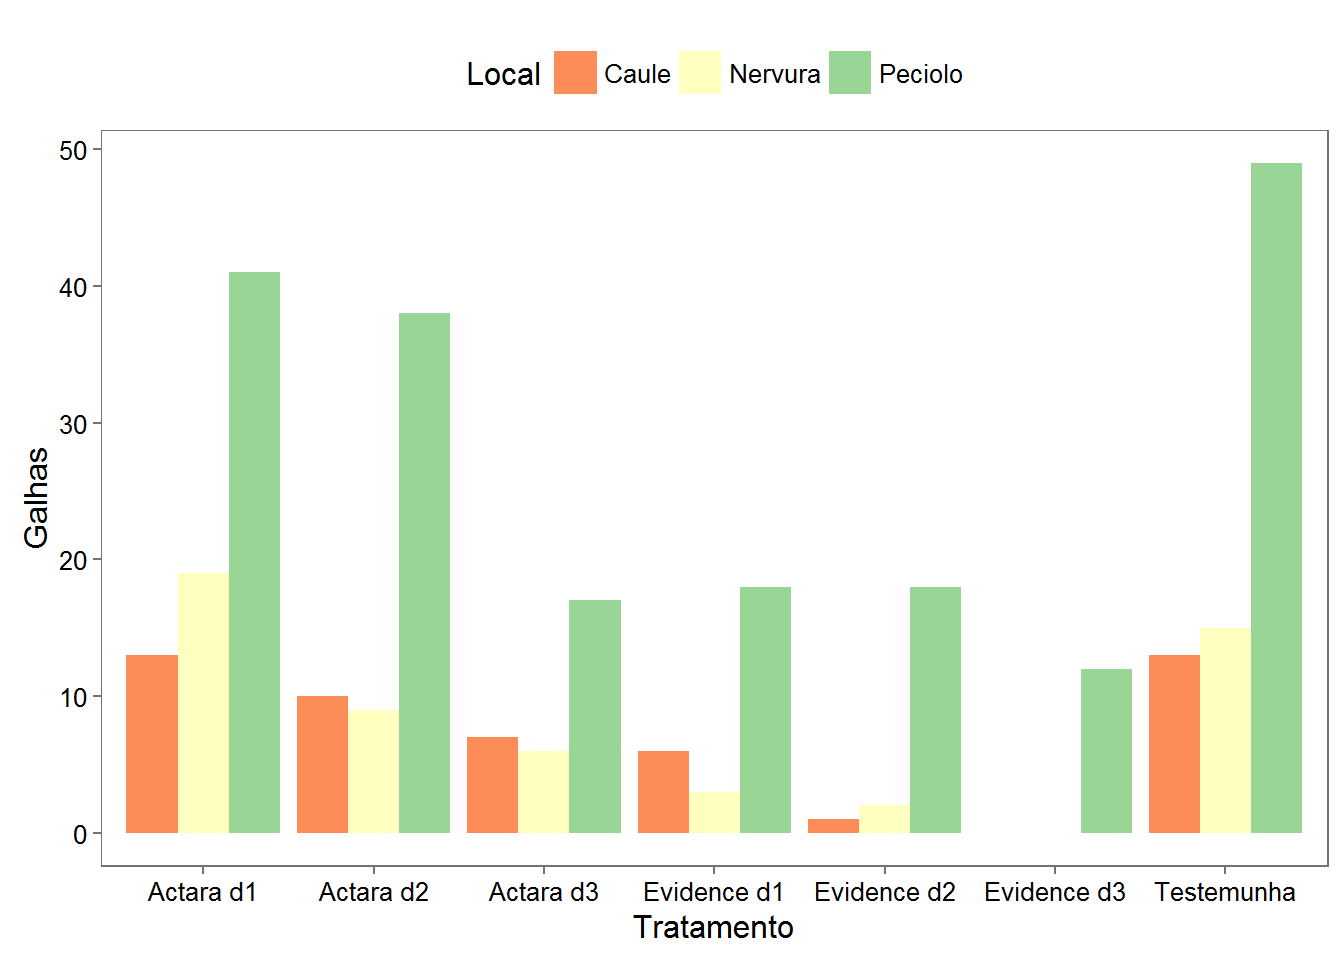 Local Caule Nervura Peciolo
50
40
30
20
10
0
Galhas
Actara d1 Actara d2 Actara d3 Evidence d1 Evidence d2 Evidence d3 Testemunha
Tratamento